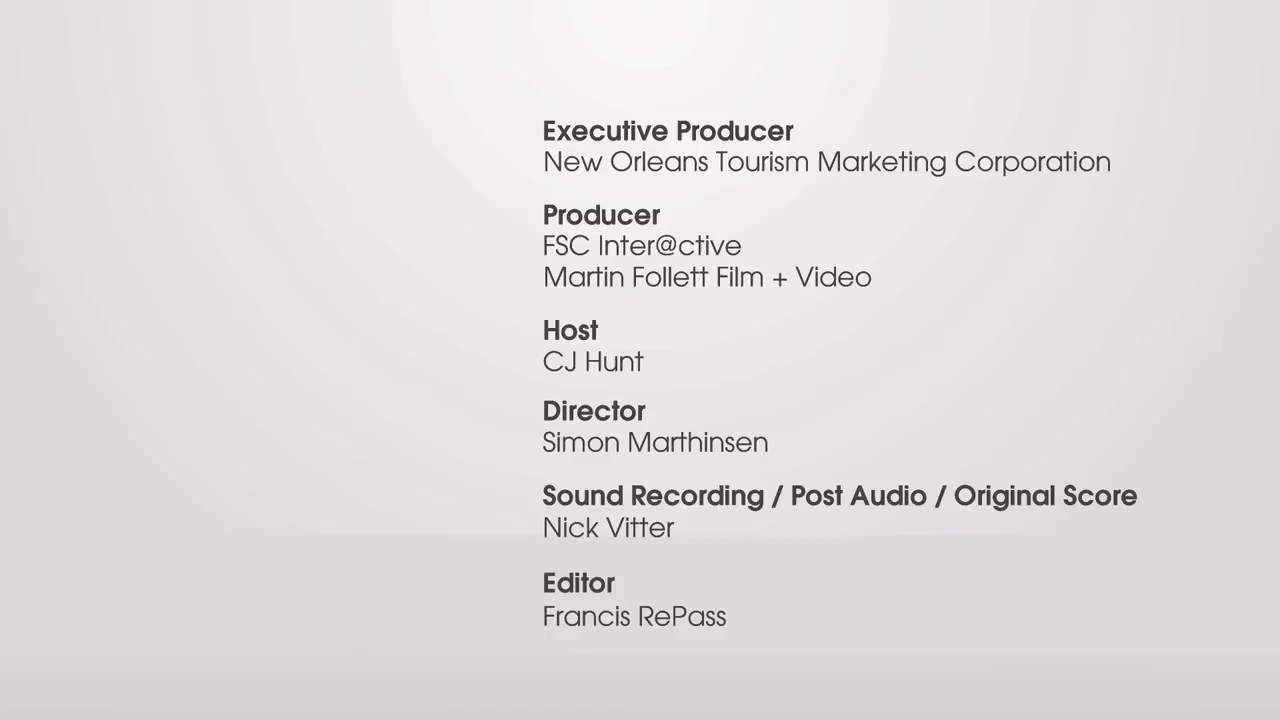 Executive Producer
New Orleans Tourism Marketing Corporation
Producer
FSC Inter@ctive
Martin Follett Film + Video
Host
CJ Hunt
Director
Simon Marthinsen
Sound Recording / Post Audio / Original Score
Nick Vitter
Editor
Francis RePass